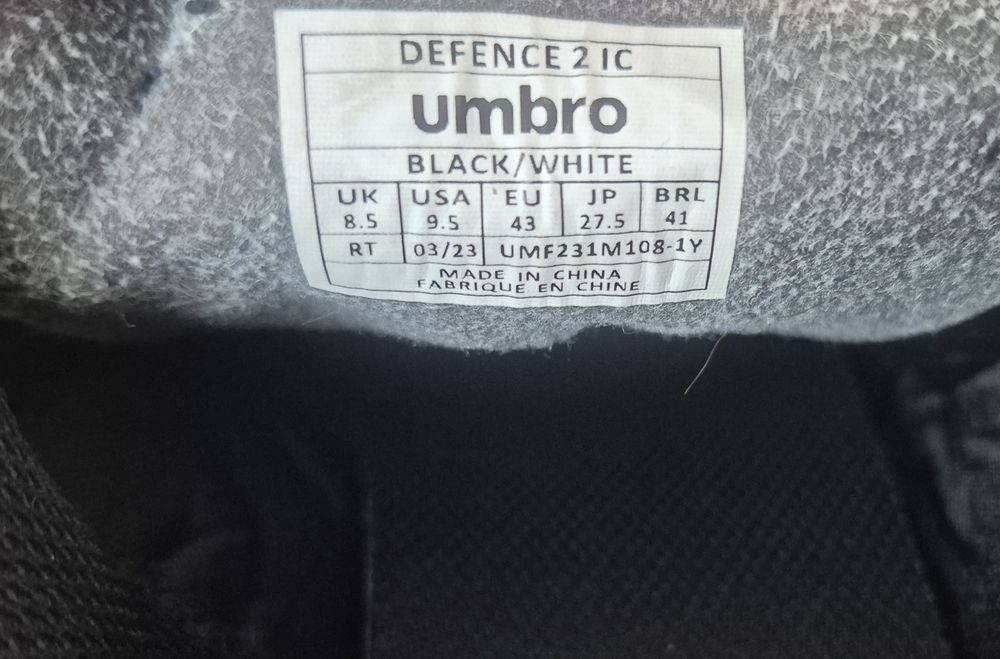 DEFENCE 2 IC
umbro
BLACK/WHITE
UK USA EU JP BRL
8.5 9.5 43 27.5 41
RT 03/23 UMF231M108-1Y
MADE IN CHINA
FABRIQUE EN CHINE